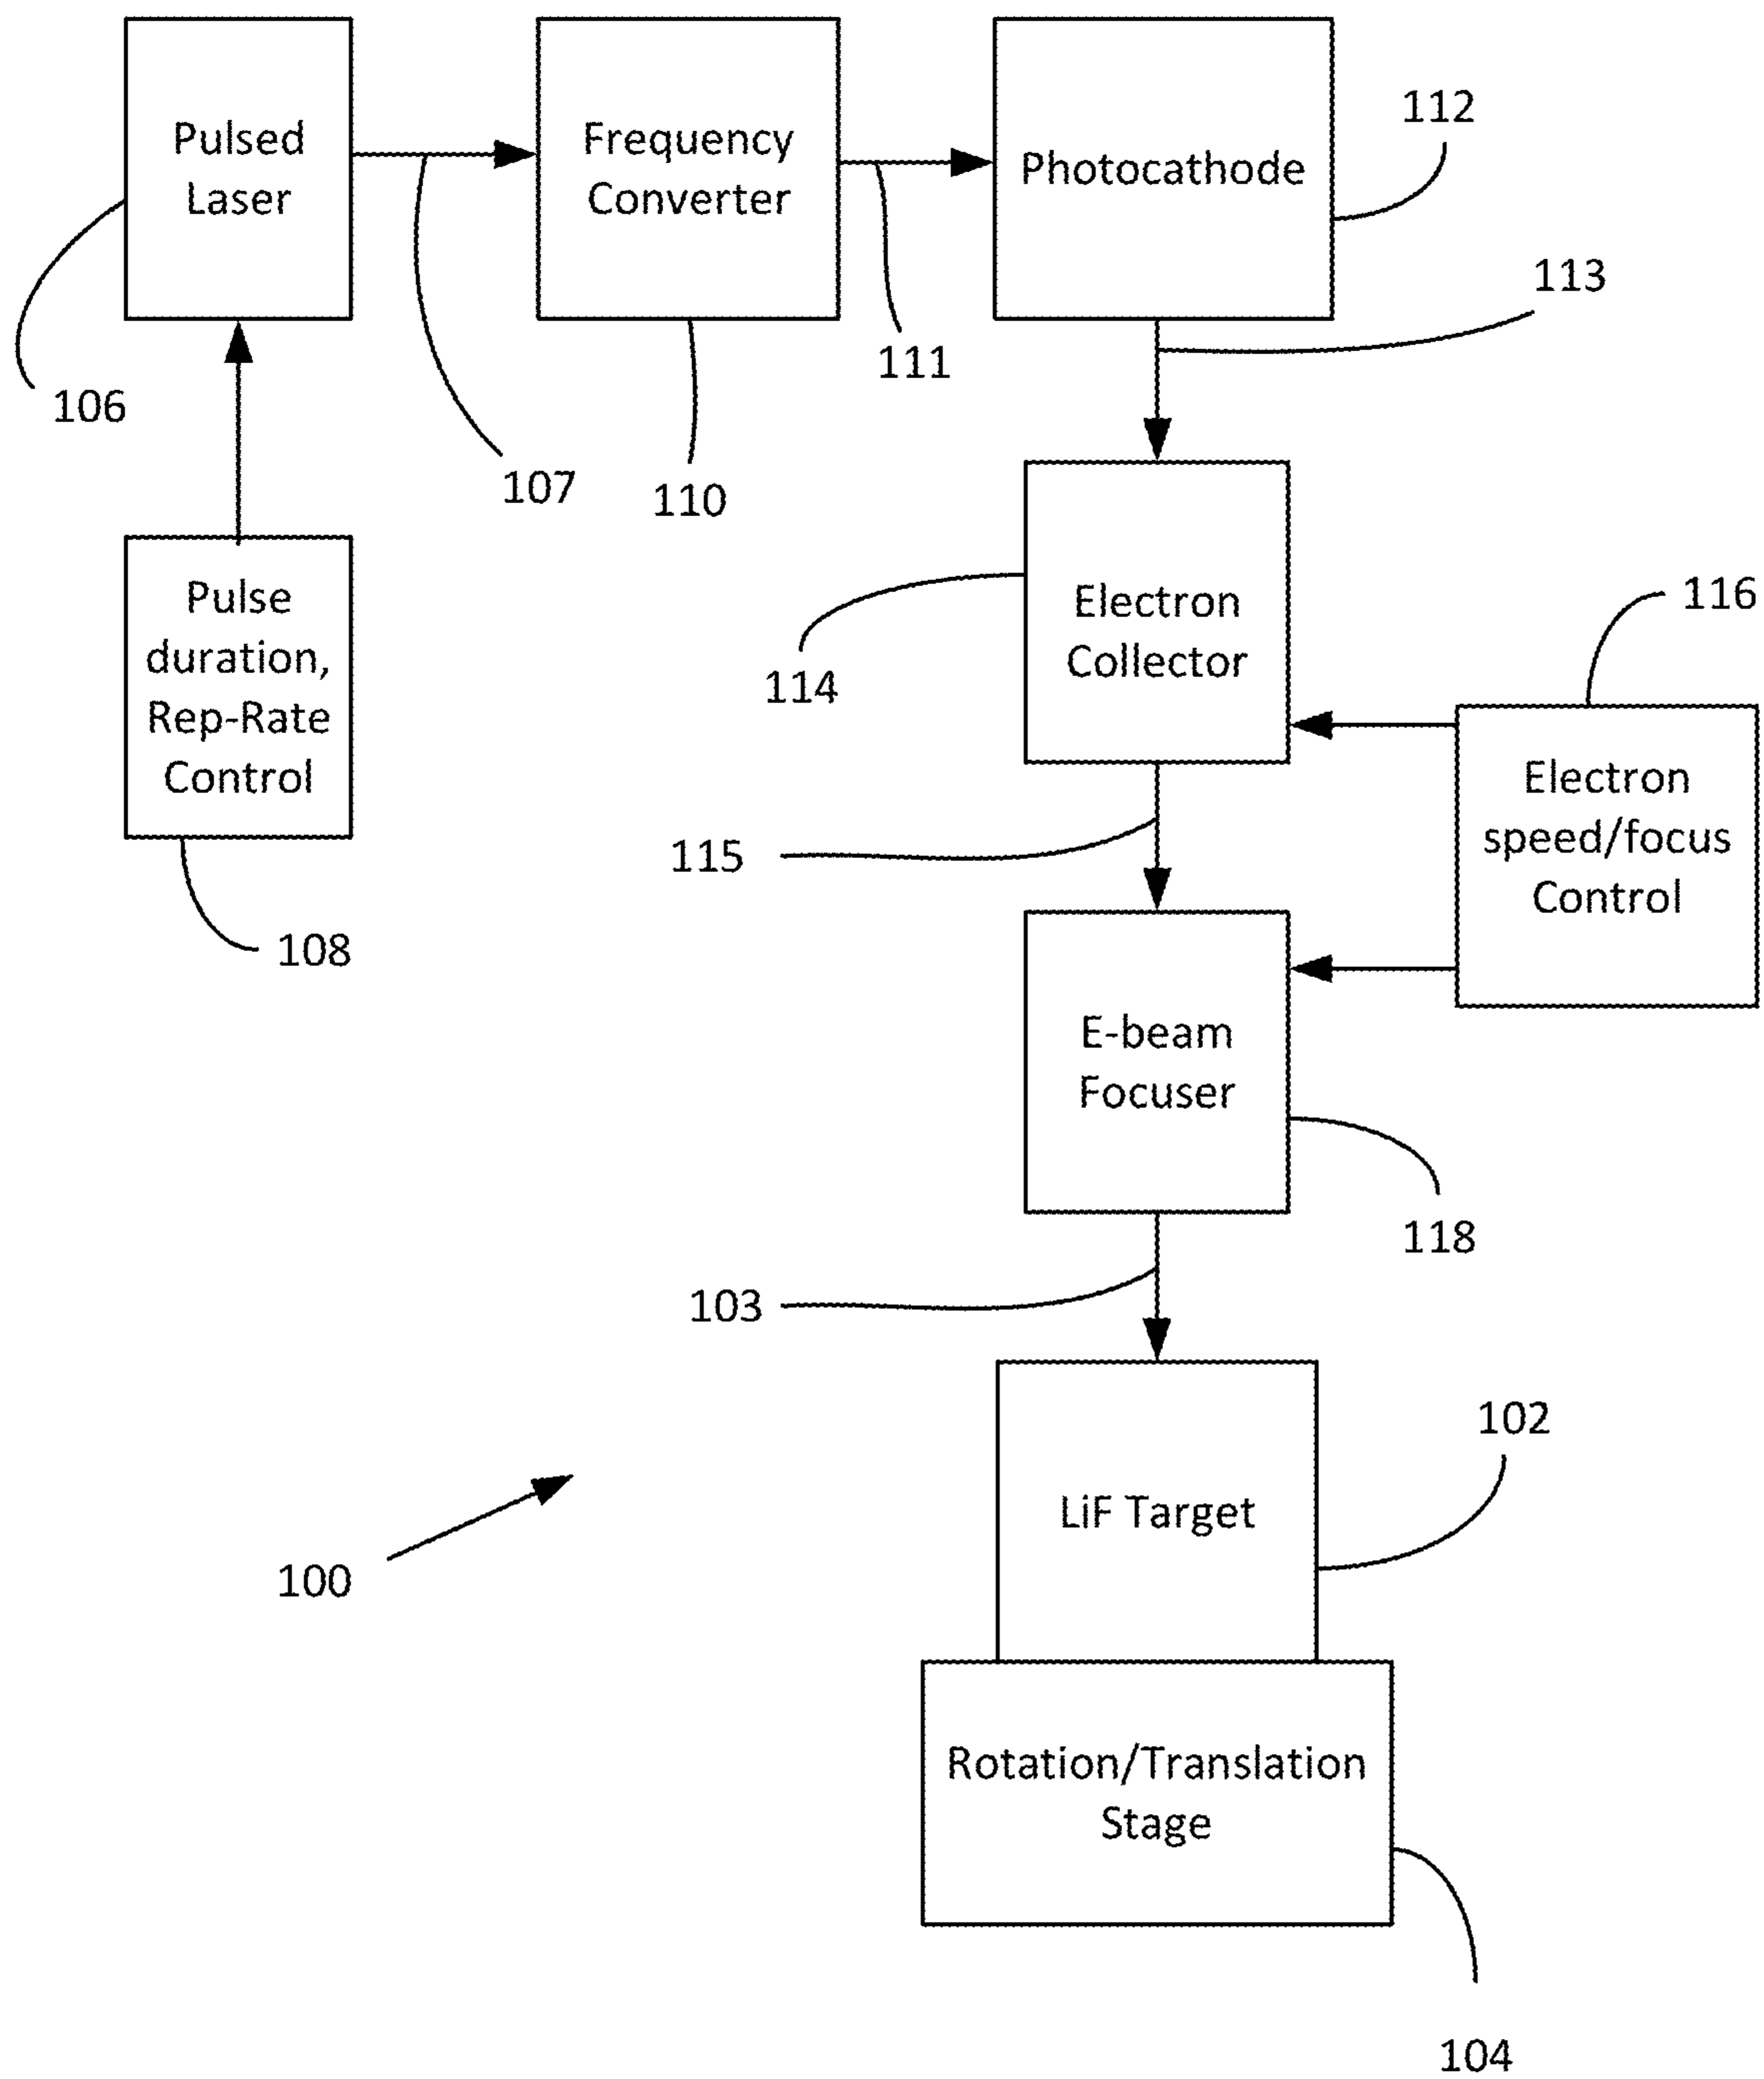 Pulsed
Laser
Frequency
Converter
Photocathode
112
113
111
106
107
110
Pulse
duration,
Rep-Rate
Control
108
Electron
Collector
114
116
Electron
speed/focus
Control
115
E-beam
Focuser
118
103
LiF Target
102
100
Rotation/Translation
Stage
104